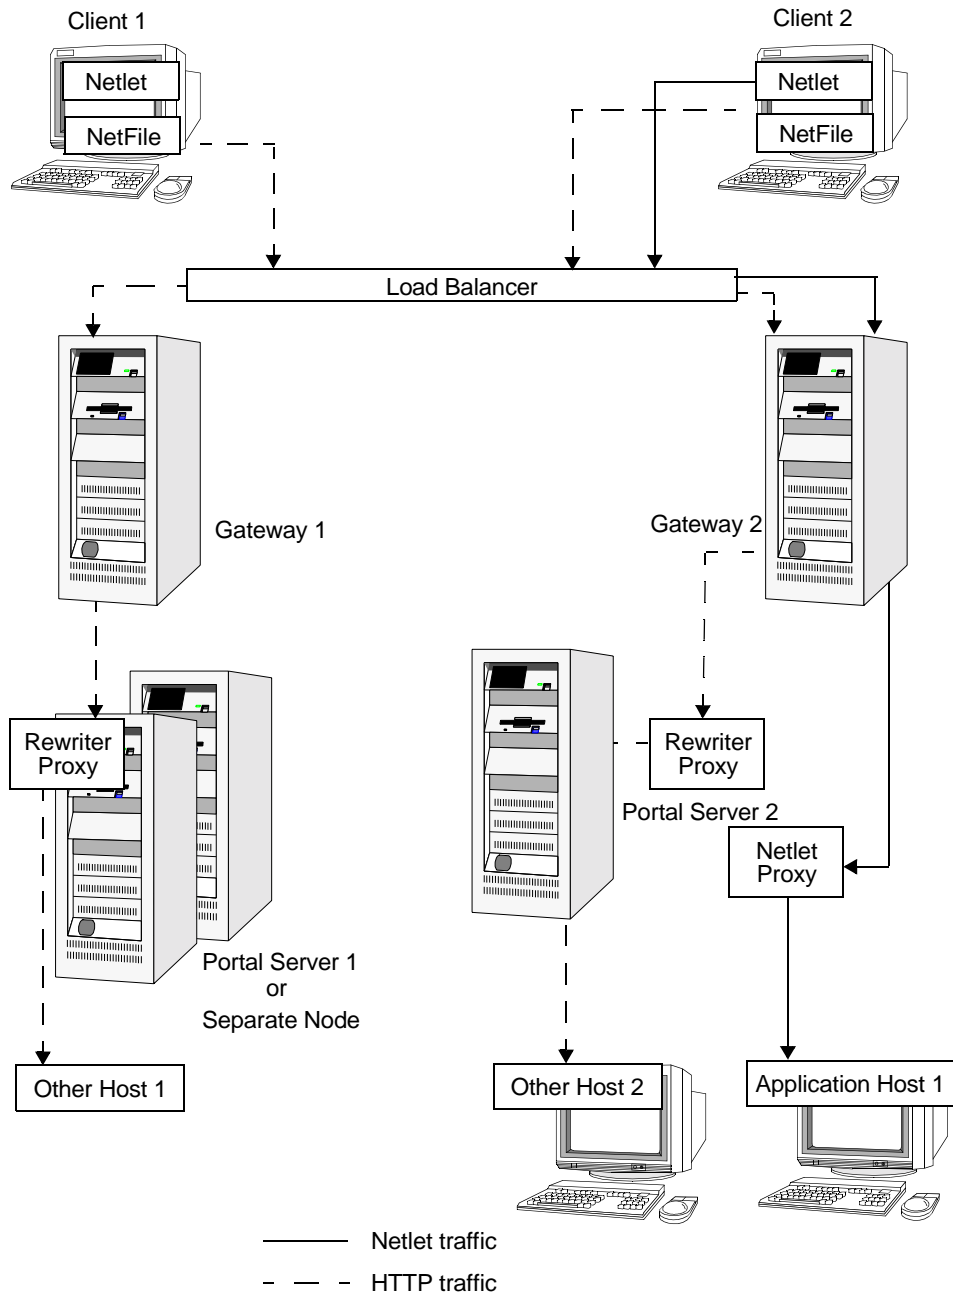 Client 1
Client 2
Netlet
NetFile
Netlet
NetFile
Load Balancer
Gateway 1
Gateway 2
Rewriter
Proxy
Rewriter
Proxy
Portal Server 2
Netlet
Proxy
Portal Server 1
or
Separate Node
Other Host 1
Other Host 2
Application Host 1
Netlet traffic
HTTP traffic